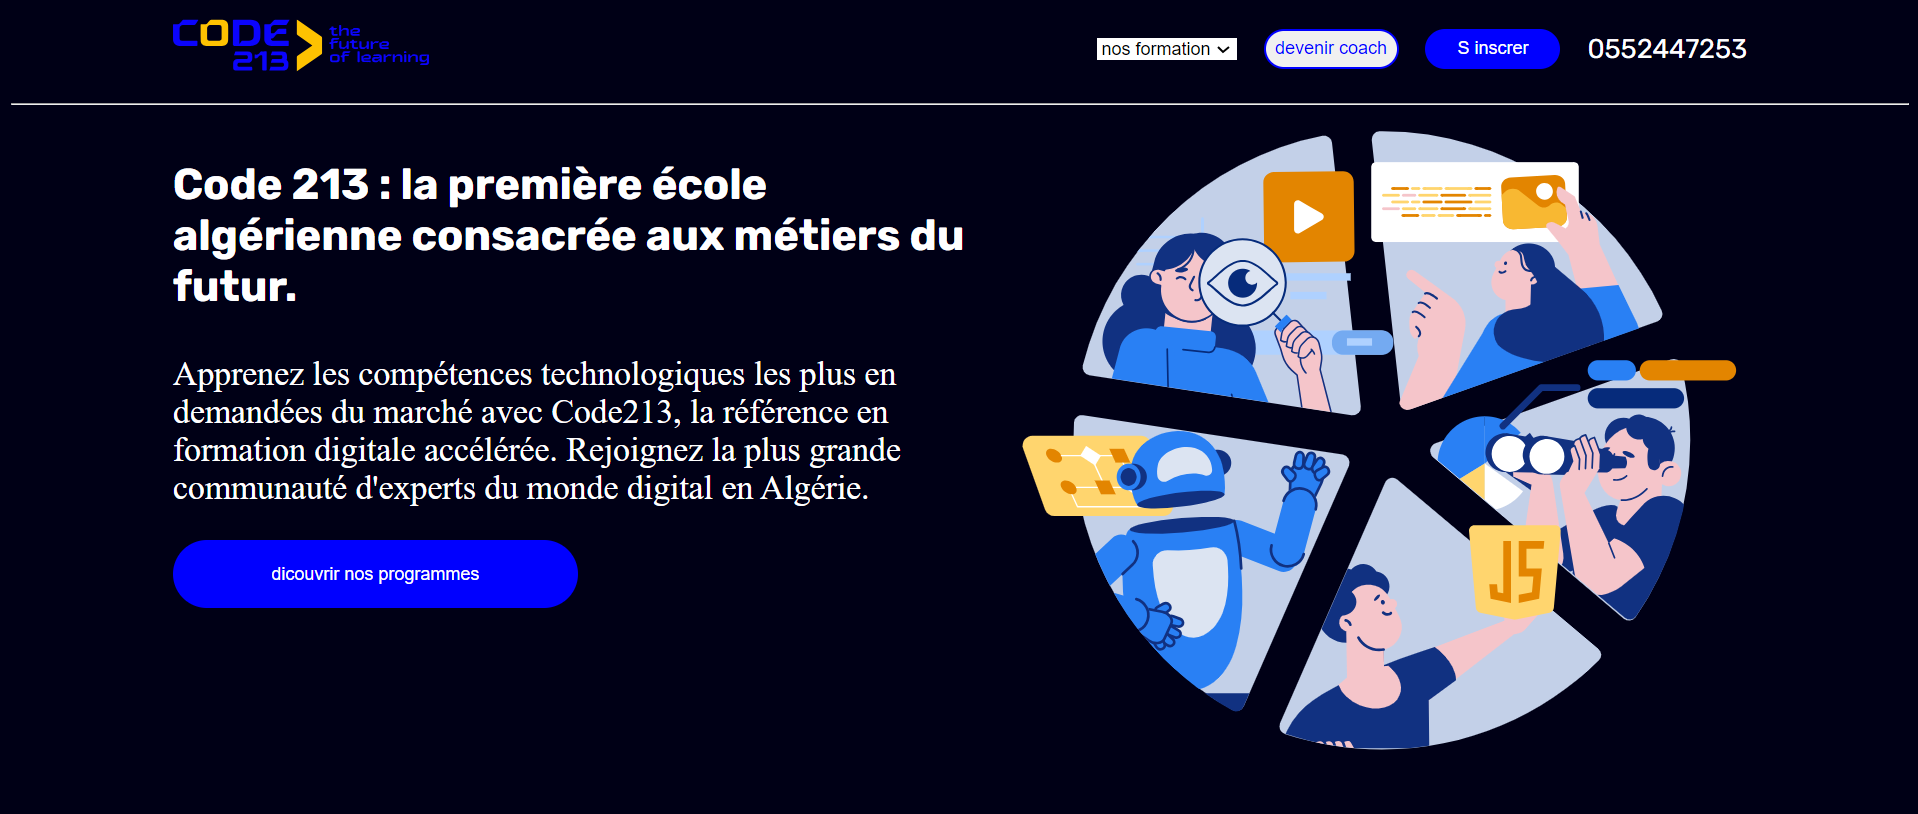 CODE
213
the
future
of learning
nos formation
devenir coach
S inscrer
0552447253
Code 213 : la première école
algérienne consacrée aux métiers du
futur.
Apprenez les compétences technologiques les plus en
demandées du marché avec Code213, la référence en
formation digitale accélérée. Rejoignez la plus grande
communauté d'experts du monde digital en Algérie.
dicouvrir nos programmes
JS